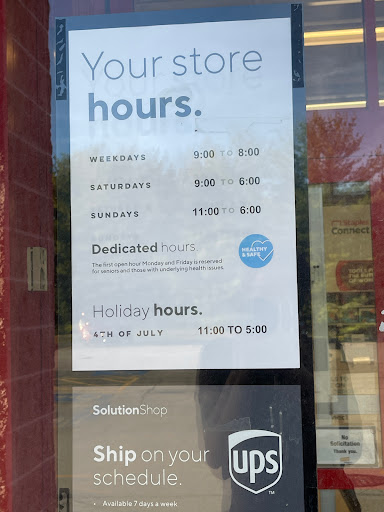 Your store
hours.
WEEKDAYS 9:00 TO 8:00
SATURDAYS 9:00 TO 6:00
SUNDAYS 11:00 TO 6:00
Dedicated hours.
The first open hour Monday and Friday is reserved
for seniors and those with underlying health issues.
HEALTHY
& SAFE
Holiday hours.
4TH OF JULY 11:00 TO 5:00
SolutionShop
Ship on your
schedule.
• Available 7 days a week
ups
TM
Staples
Connect
No
Solicitation
Thank you.